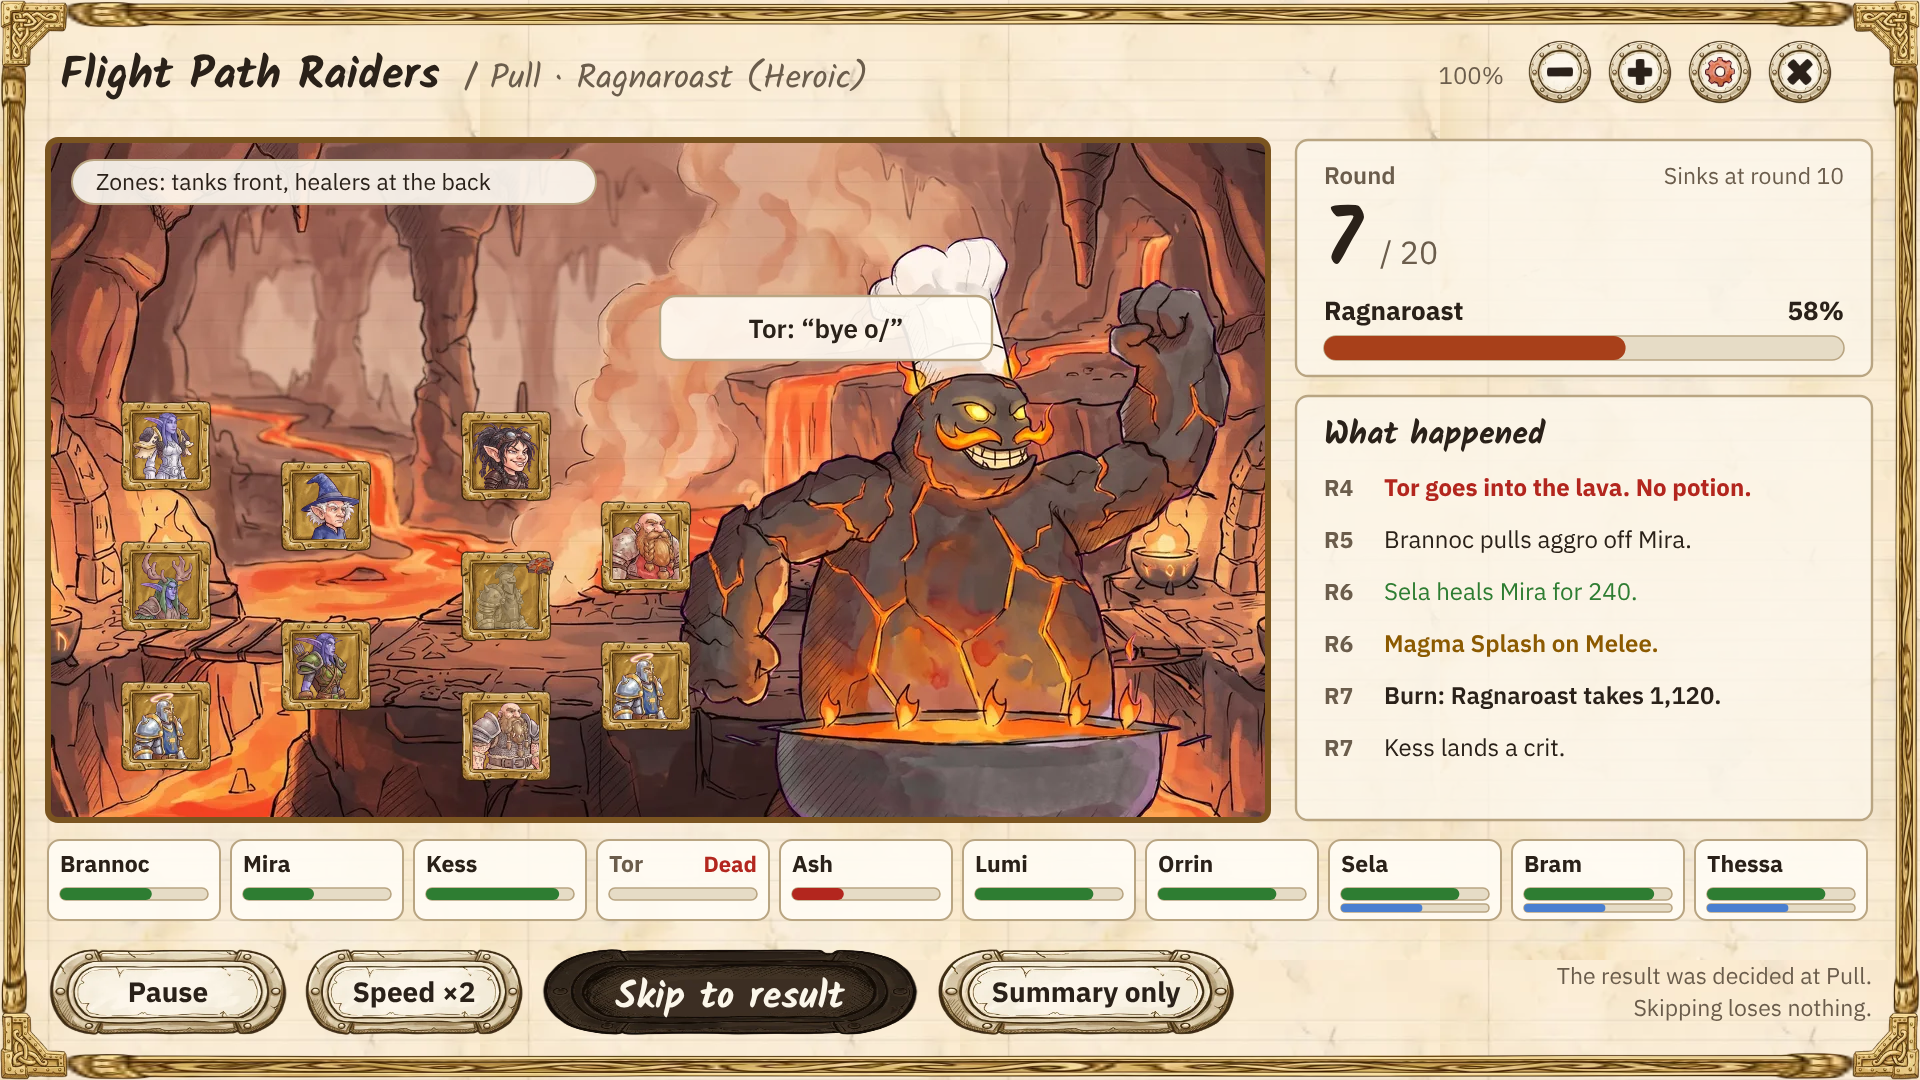 Flight Path Raiders / Pull · Ragnaroast (Heroic)
100%
Zones: tanks front, healers at the back
Tor: “bye o/”
Round
Sinks at round 10
7 / 20
Ragnaroast 58%
What happened
R4 Tor goes into the lava. No potion.
R5 Brannoc pulls aggro off Mira.
R6 Sela heals Mira for 240.
R6 Magma Splash on Melee.
R7 Burn: Ragnaroast takes 1,120.
R7 Kess lands a crit.
Brannoc
Mira
Kess
Tor Dead
Ash
Lumi
Orrin
Sela
Bram
Thessa
Pause
Speed ×2
Skip to result
Summary only
The result was decided at Pull.
Skipping loses nothing.